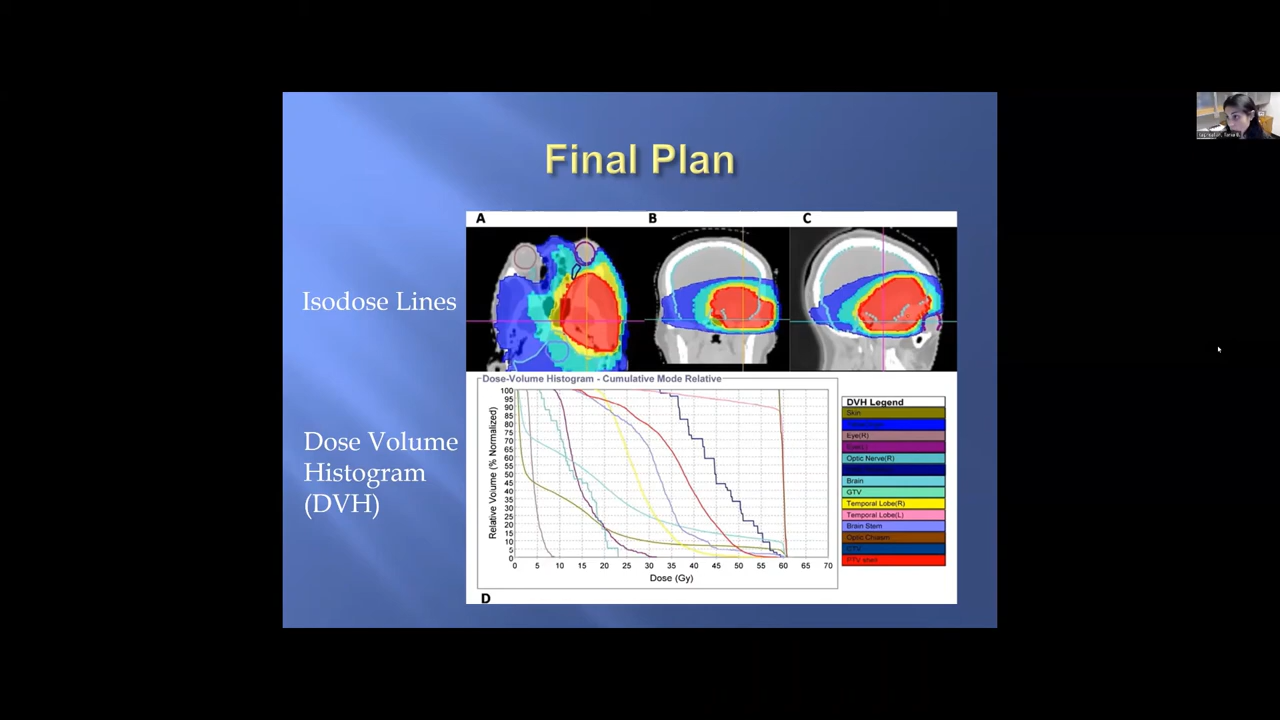 Final Plan
A
B
C
Isodose Lines
Dose-Volume Histogram - Cumulative Mode Relative
Relative Volume (% Normalized)
100
95
90
85
80
75
70
65
60
55
50
45
40
35
30
25
20
15
10
5
0
0 5 10 15 20 25 30 35 40 45 50 55 60 65 70
Dose (Gy)
Dose Volume
Histogram
(DVH)
DVH Legend
Skin
Eye(R)
Optic Nerve(R)
Brain
GTV
Temporal Lobe(R)
Temporal Lobe(L)
Brain Stem
Optic Chiasm
CTV
D